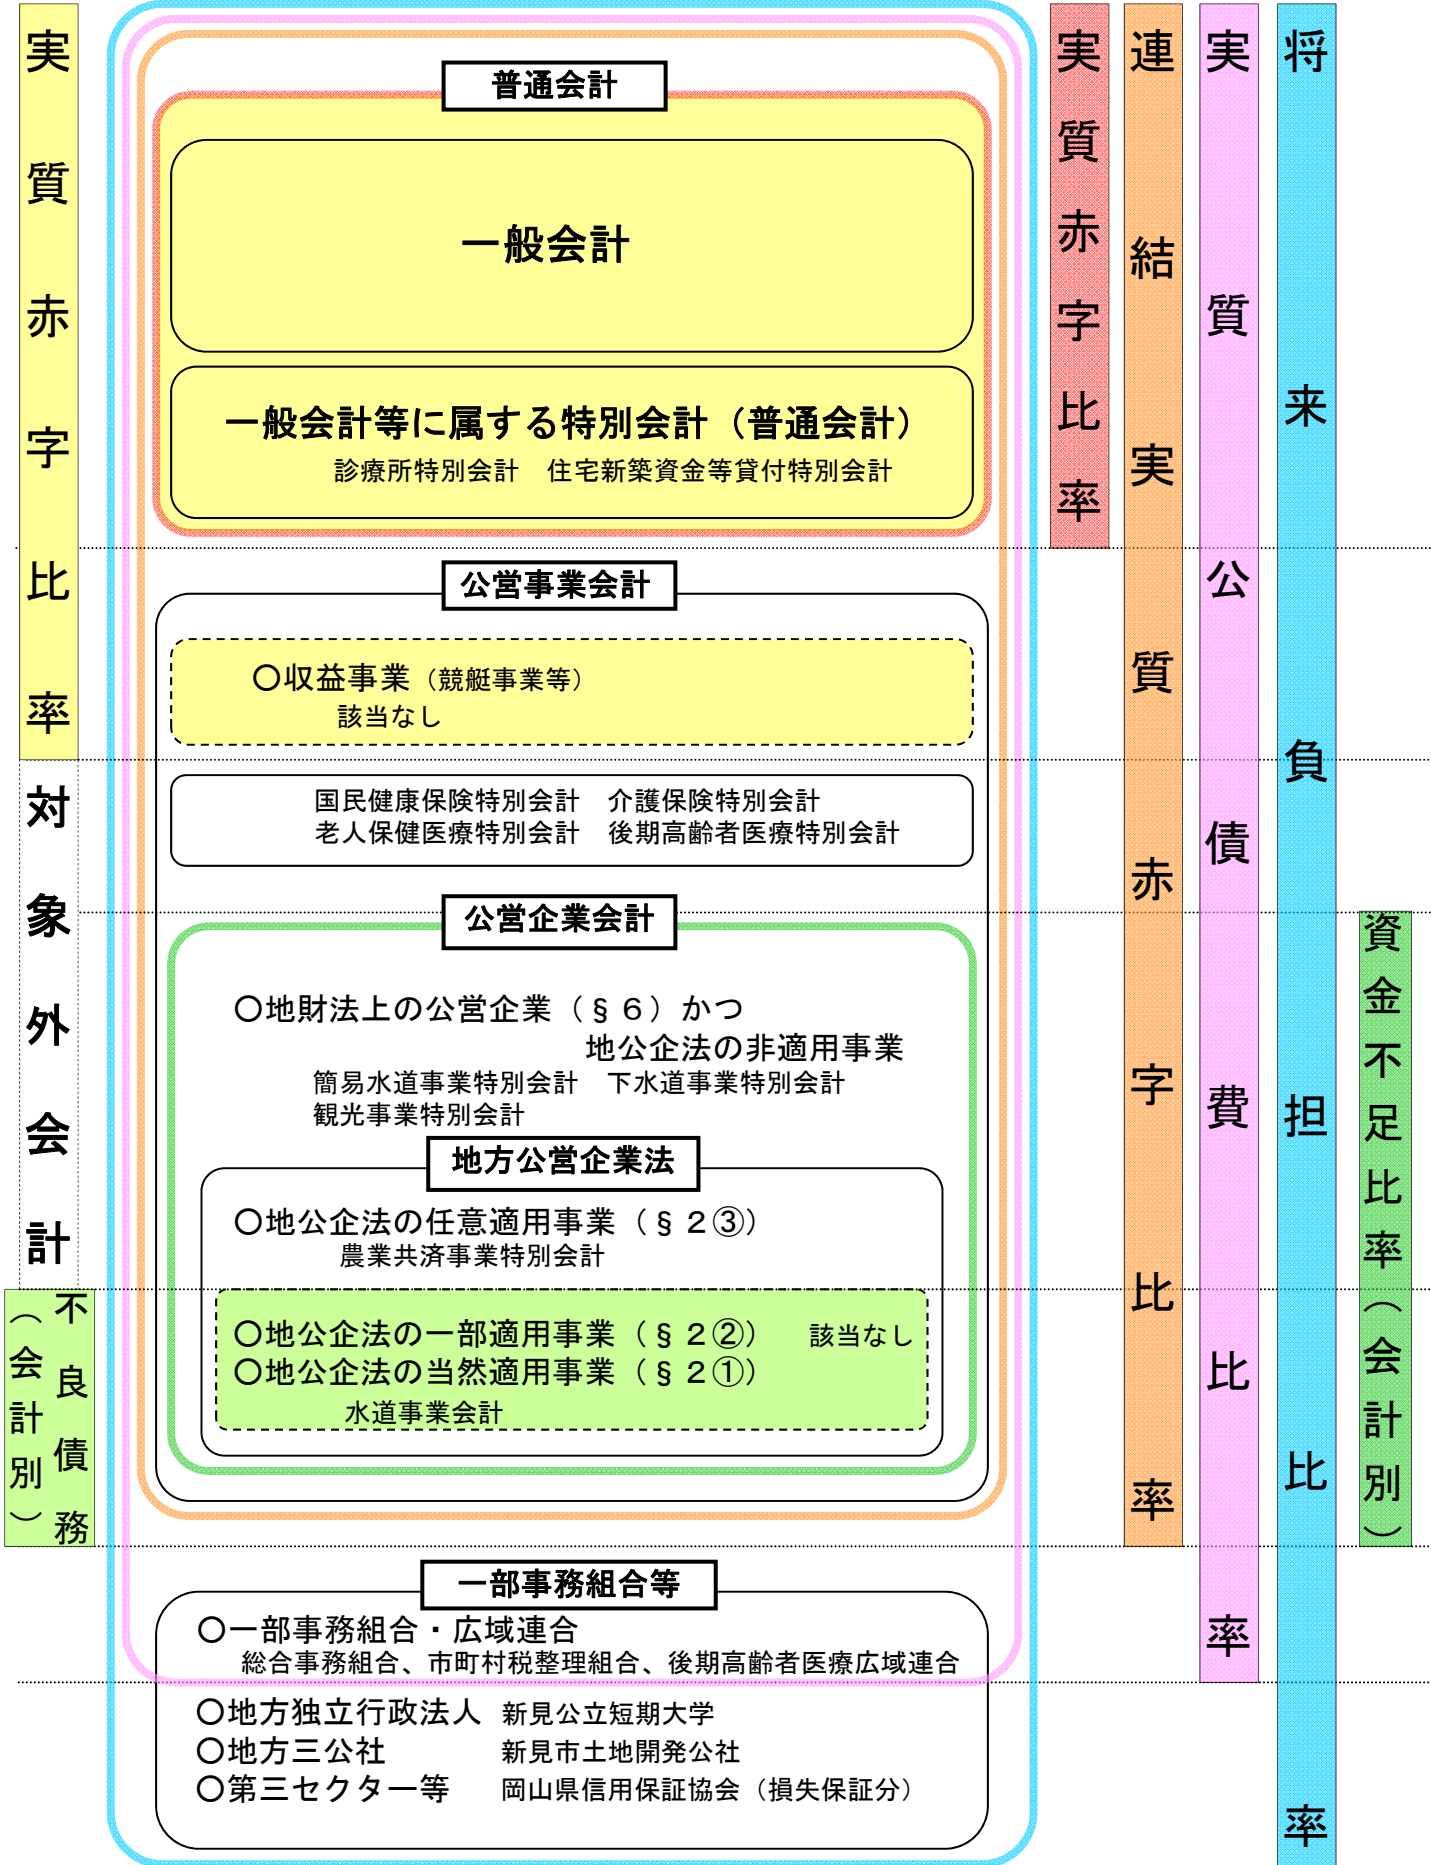 実質赤字比率
対象外会計
不良債務
（会計別）
普通会計
一般会計
一般会計等に属する特別会計（普通会計）
診療所特別会計　住宅新築資金等貸付特別会計
公営事業会計
〇収益事業（競艇事業等）
該当なし
国民健康保険特別会計　介護保険特別会計
老人保健医療特別会計　後期高齢者医療特別会計
公営企業会計
〇地財法上の公営企業（§６）かつ
地公企法の非適用事業
簡易水道事業特別会計　下水道事業特別会計
観光事業特別会計
地方公営企業法
〇地公企法の任意適用事業（§２③）
農業共済事業特別会計
〇地公企法の一部適用事業（§２②）　該当なし
〇地公企法の当然適用事業（§２①）
水道事業会計
一部事務組合等
〇一部事務組合・広域連合
総合事務組合、市町村税整理組合、後期高齢者医療広域連合
〇地方独立行政法人　新見公立短期大学
〇地方三公社　新見市土地開発公社
〇第三セクター等　岡山県信用保証協会（損失保証分）
実質赤字比率
連結実質赤字比率
実質公債費比率
将来負担比率
資金不足比率（会計別）